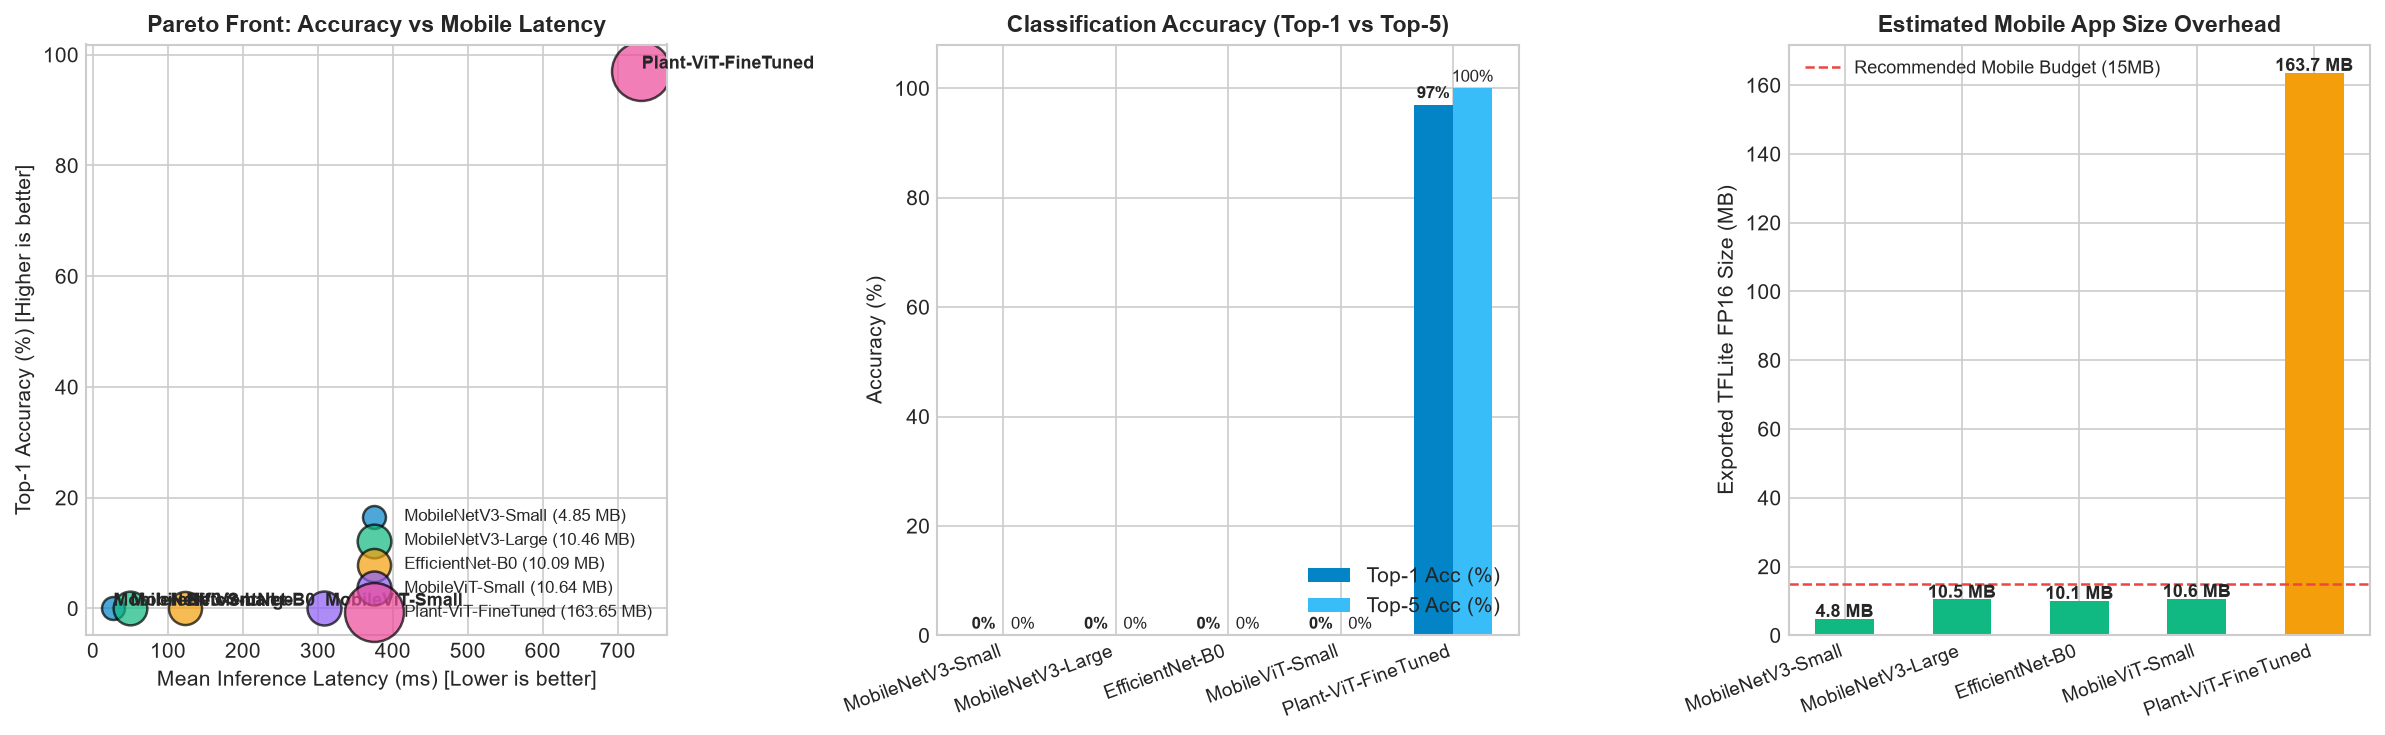 Pareto Front: Accuracy vs Mobile Latency
Top-1 Accuracy (%) [Higher is better]
100
80
60
40
20
0
Plant-ViT-FineTuned
MobileNetV3-Small (4.85 MB)
MobileNetV3-Large (10.46 MB)
EfficientNet-B0 (10.09 MB)
MobileViT-Small (10.64 MB)
Plant-ViT-FineTuned (163.65 MB)
MobileNetV3-Small
MobileNetV3-Large
EfficientNet-B0
MobileViT-Small
0 100 200 300 400 500 600 700
Mean Inference Latency (ms) [Lower is better]
Classification Accuracy (Top-1 vs Top-5)
Accuracy (%)
100
80
60
40
20
0
97%
100%
Top-1 Acc (%)
Top-5 Acc (%)
0% 0% 0% 0% 0% 0% 0% 0%
MobileNetV3-Small
MobileNetV3-Large
EfficientNet-B0
MobileViT-Small
Plant-ViT-FineTuned
Estimated Mobile App Size Overhead
Exported TFLite FP16 Size (MB)
160
140
120
100
80
60
40
20
0
Recommended Mobile Budget (15MB)
163.7 MB
4.8 MB
10.5 MB
10.1 MB
10.6 MB
MobileNetV3-Small
MobileNetV3-Large
EfficientNet-B0
MobileViT-Small
Plant-ViT-FineTuned